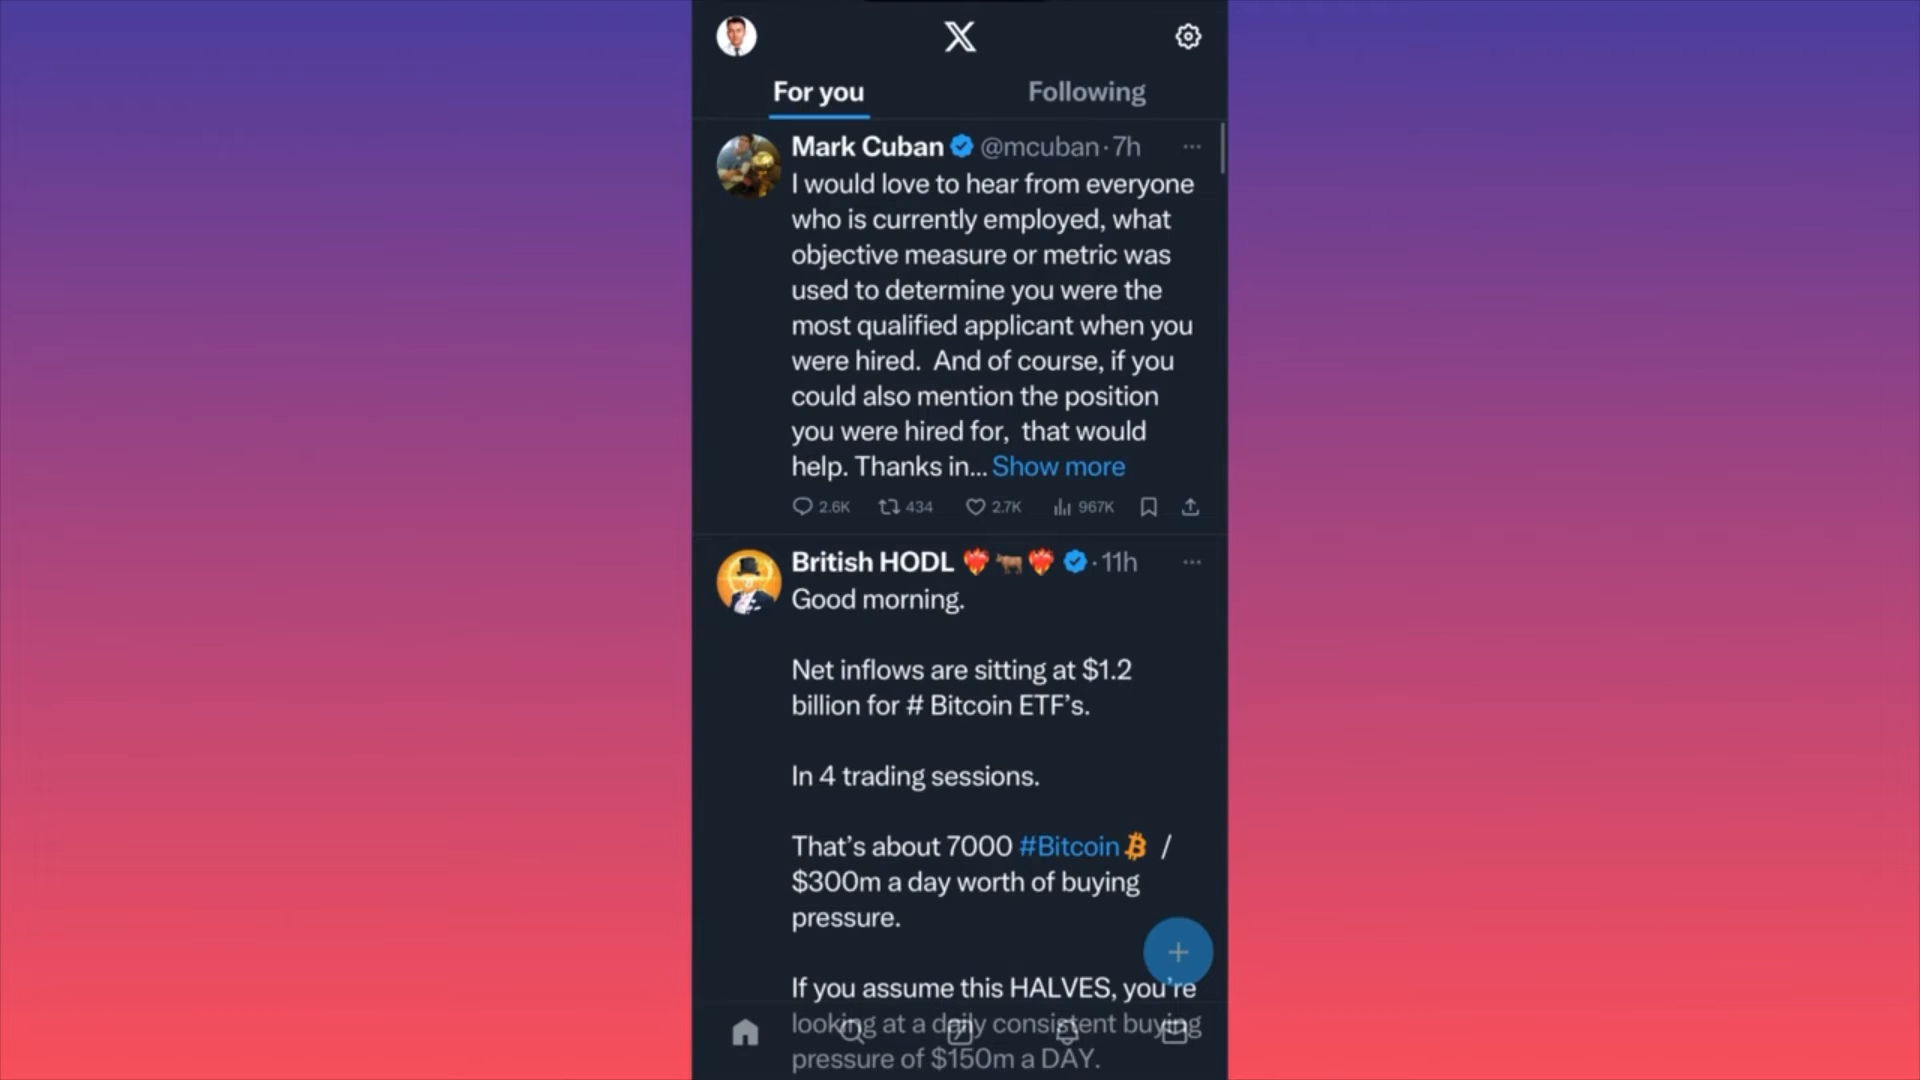 X
For you
Following
Mark Cuban @mcuban·7h
I would love to hear from everyone
who is currently employed, what
objective measure or metric was
used to determine you were the
most qualified applicant when you
were hired.  And of course, if you
could also mention the position
you were hired for,  that would
help. Thanks in... Show more
2.6K 434 2.7K 967K
British HODL ❤️‍🔥🐂❤️‍🔥 · 11h
Good morning.
Net inflows are sitting at $1.2
billion for # Bitcoin ETF’s.
In 4 trading sessions.
That’s about 7000 #Bitcoin₿ /
$300m a day worth of buying
pressure.
If you assume this HALVES, you’re
looking at a daily consistent buying
pressure of $150m a DAY.